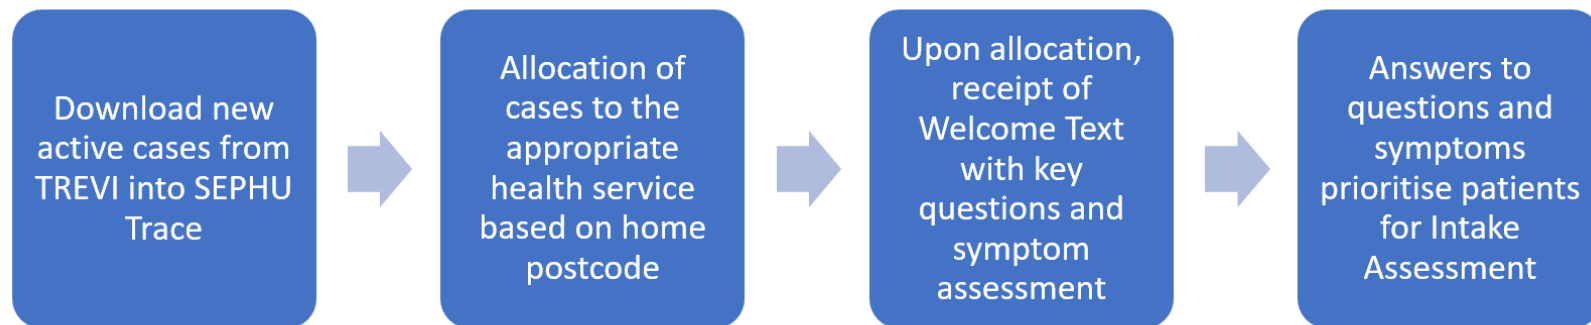 Download new
active cases from
TREVI into SEPHU
Trace
Allocation of
cases to the
appropriate
health service
based on home
postcode
Upon allocation,
receipt of
Welcome Text
with key
questions and
symptom
assessment
Answers to
questions and
symptoms
prioritise patients
for Intake
Assessment